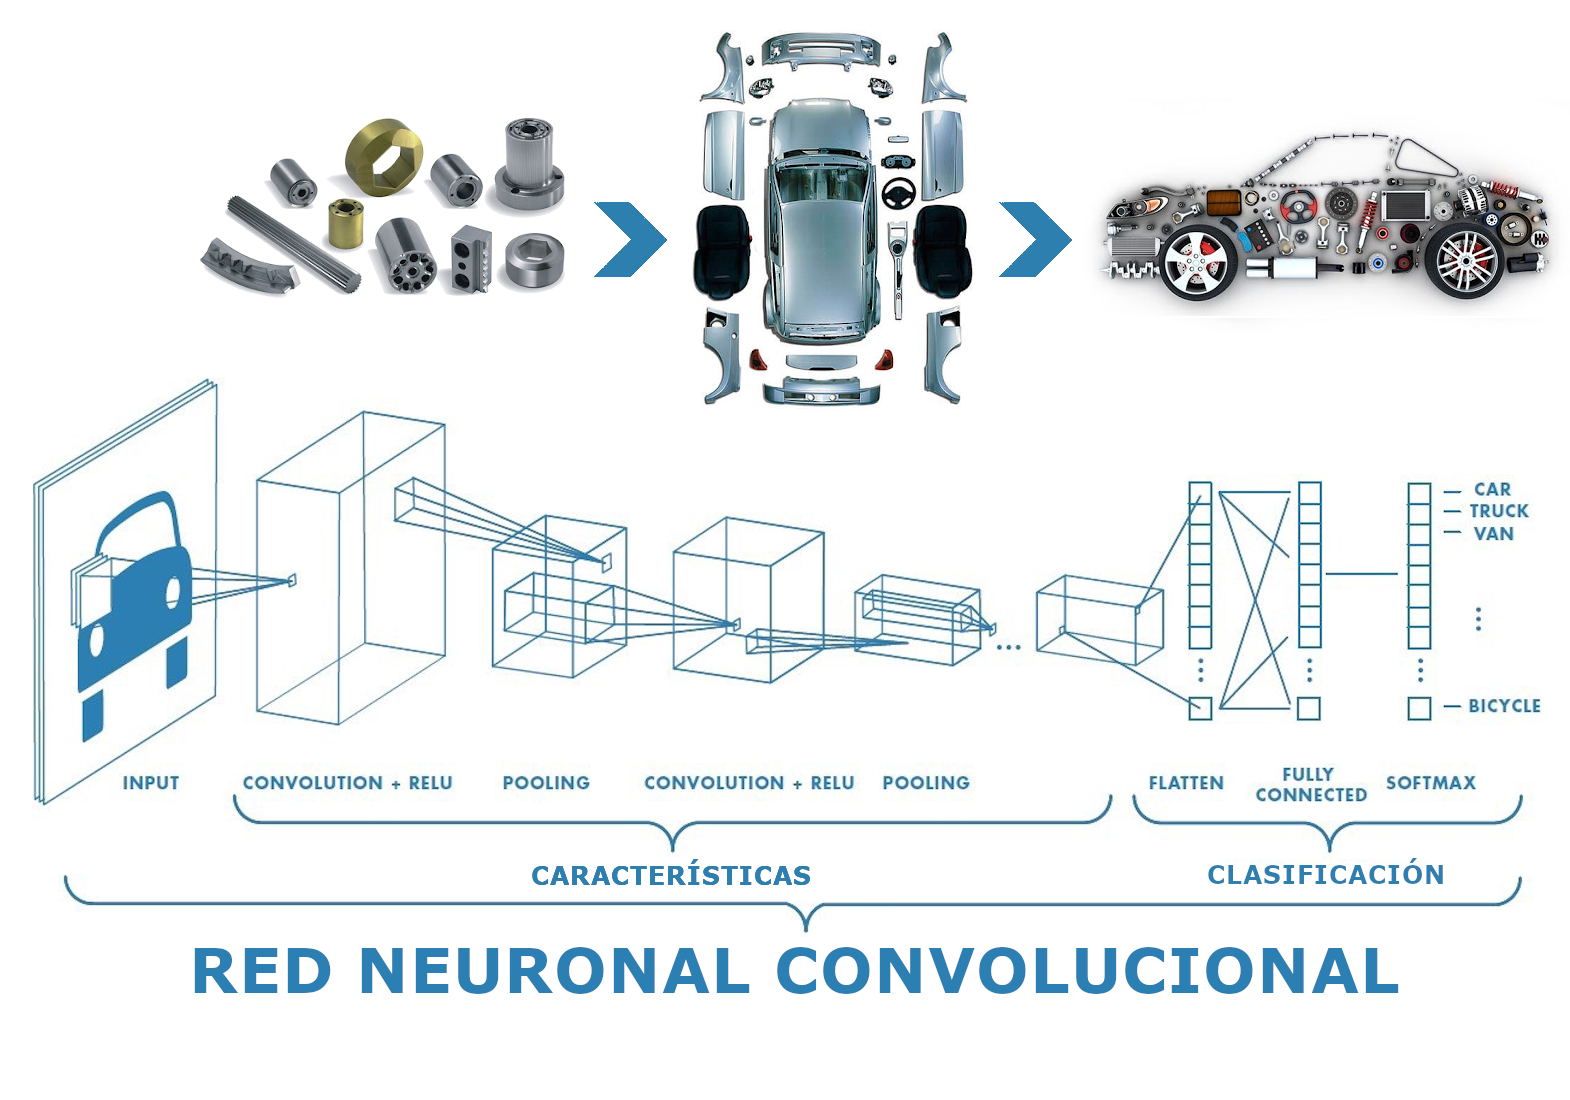 CAR
TRUCK
VAN
BICYCLE
INPUT
CONVOLUTION + RELU
POOLING
CONVOLUTION + RELU
POOLING
FLATTEN
FULLY
CONNECTED
SOFTMAX
CARACTERÍSTICAS
CLASIFICACIÓN
RED NEURONAL CONVOLUCIONAL